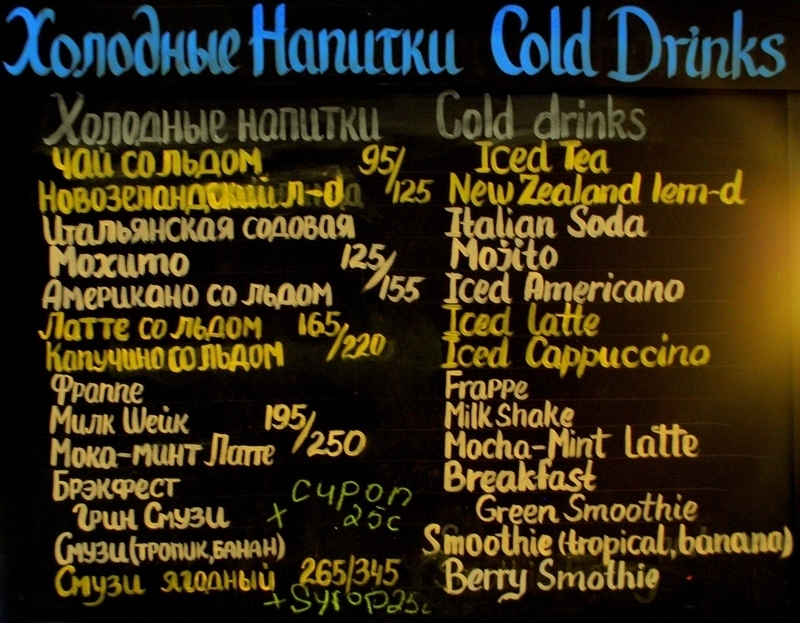 Холодные Напитки Cold Drinks
Холодные напитки Cold drinks
Чай со льдом 95/125 Iced Tea
Новозеландский л-д New Zealand lem-d
Итальянская содовая Italian Soda
Мохито 125/155 Mojito
Американо со льдом Iced Americano
Латте со льдом 165/220 Iced latte
Капучино со льдом Iced Cappuccino
Фраппе Frappe
Милк Шейк 195/250 Milk Shake
Мока-минт Латте Mocha-Mint Latte
Брэкфест Breakfast
Грин Смузи + сироп 25с Green Smoothie
Смузи (тропик, банан) Smoothie (tropical, banana)
Смузи ягодный 265/345 Berry Smothie
+ Syrop 25c